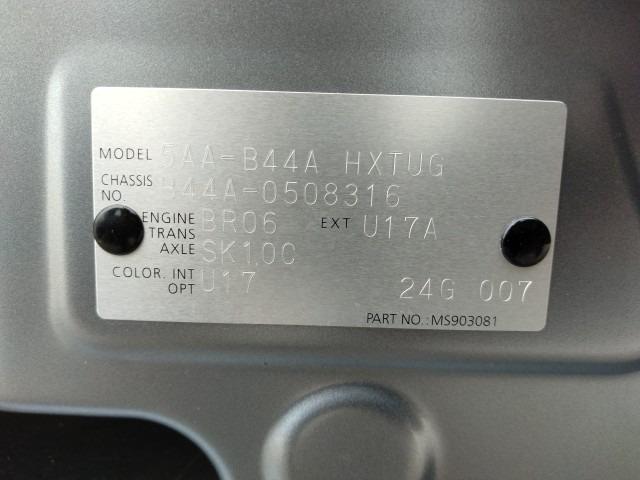 MODEL 5AA-B44A HXTUG
CHASSIS NO. B44A-0508316
ENGINE BR06 EXT U17A
TRANS AXLE SK10C
COLOR. INT OPT U17 24G 007
PART NO.:MS903081